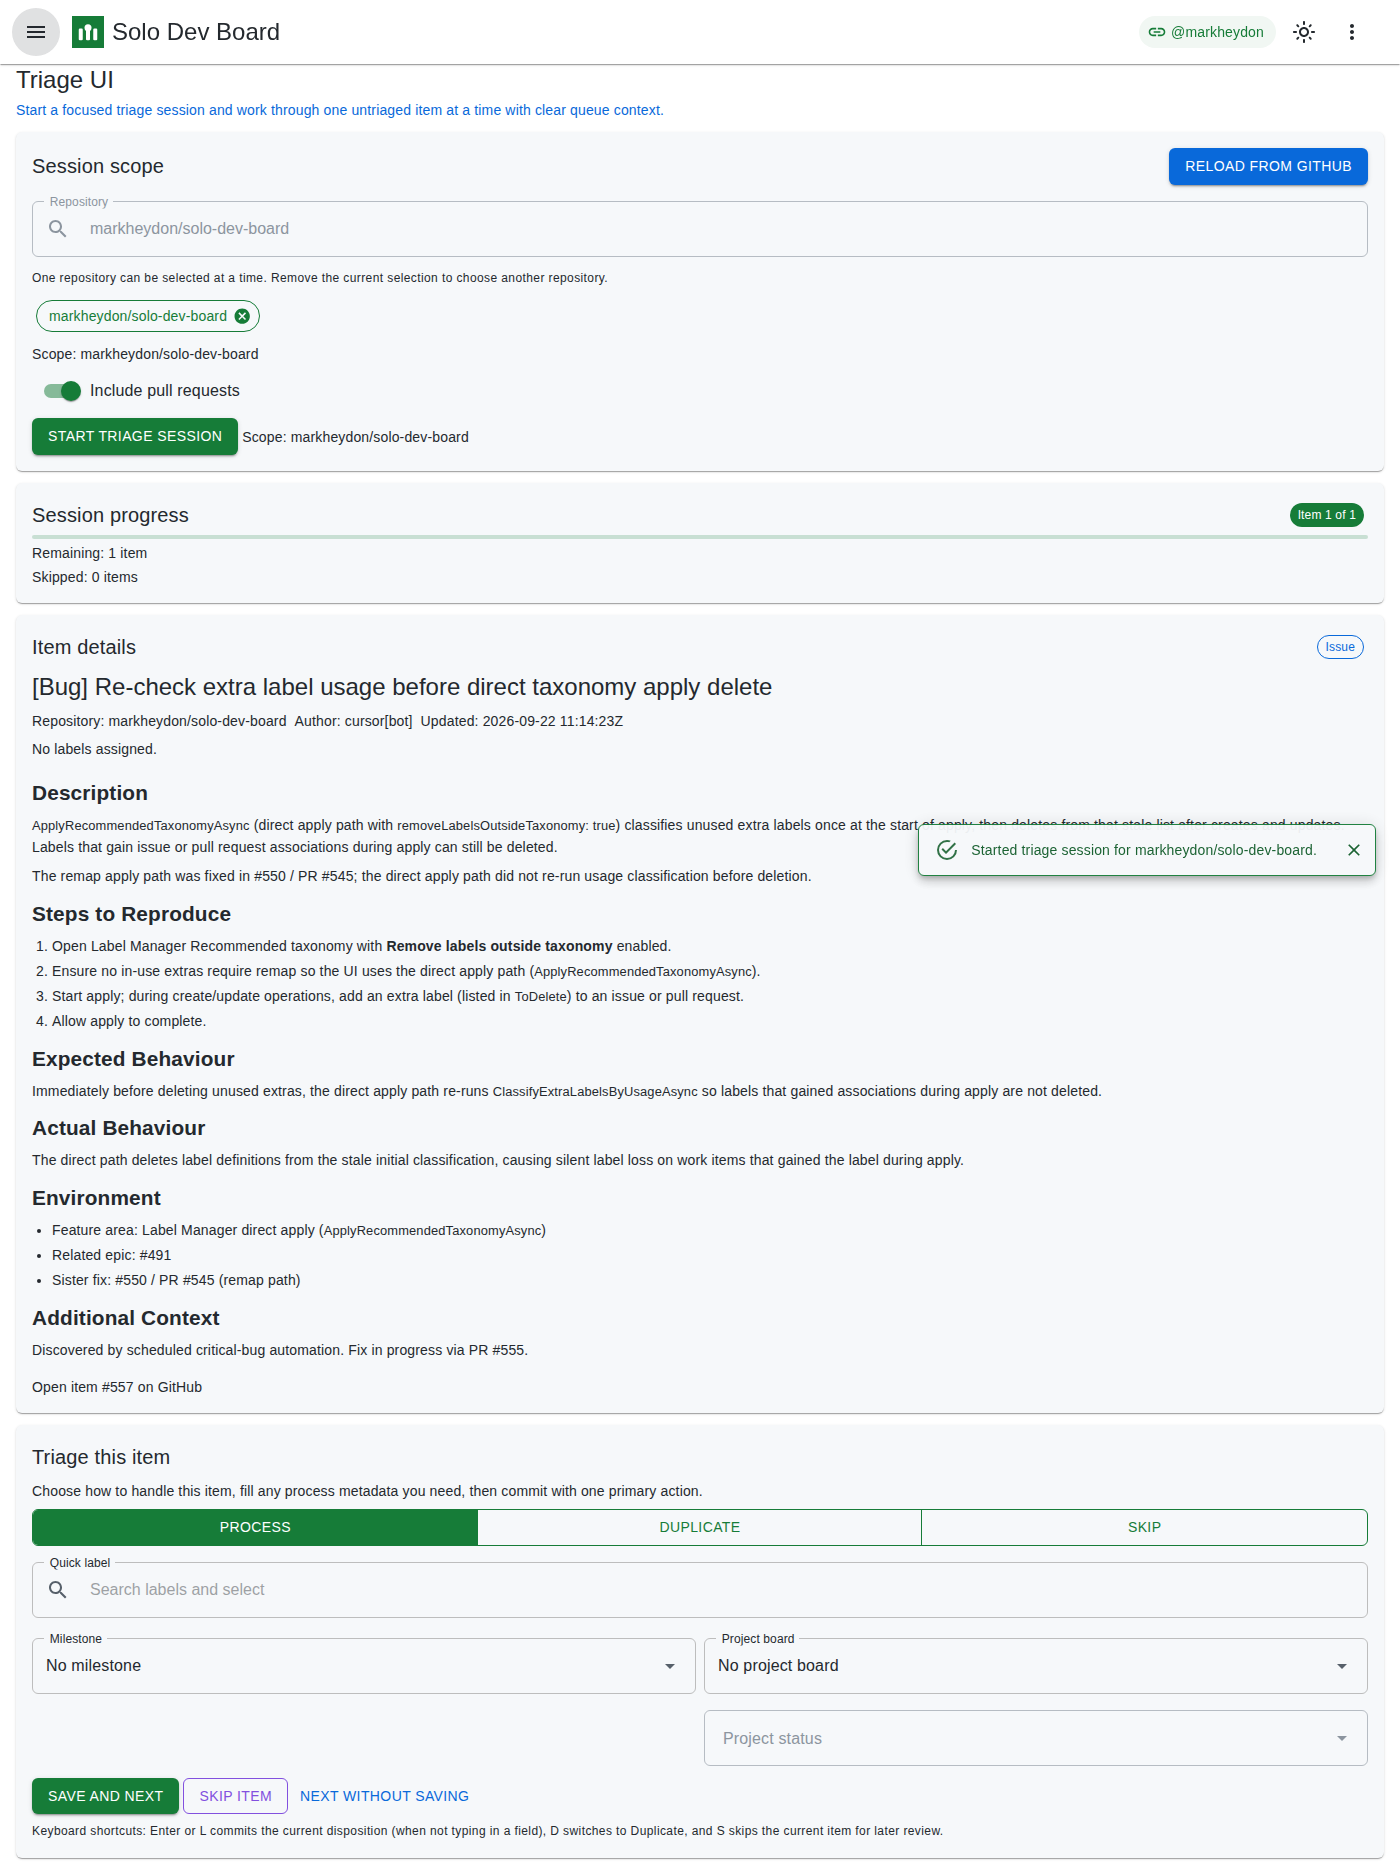 Solo Dev Board
@markheydon
Triage UI
Start a focused triage session and work through one untriaged item at a time with clear queue context.
Session scope
RELOAD FROM GITHUB
Repository
markheydon/solo-dev-board
One repository can be selected at a time. Remove the current selection to choose another repository.
markheydon/solo-dev-board
Scope: markheydon/solo-dev-board
Include pull requests
START TRIAGE SESSION Scope: markheydon/solo-dev-board
Session progress
Item 1 of 1
Remaining: 1 item
Skipped: 0 items
Item details
Issue
[Bug] Re-check extra label usage before direct taxonomy apply delete
Repository: markheydon/solo-dev-board Author: cursor[bot] Updated: 2026-09-22 11:14:23Z
No labels assigned.
Description
ApplyRecommendedTaxonomyAsync (direct apply path with removeLabelsOutsideTaxonomy: true) classifies unused extra labels once at the start of apply, then deletes from that stale list after creates and updates.
Labels that gain issue or pull request associations during apply can still be deleted.
Started triage session for markheydon/solo-dev-board.
The remap apply path was fixed in #550 / PR #545; the direct apply path did not re-run usage classification before deletion.
Steps to Reproduce
1. Open Label Manager Recommended taxonomy with Remove labels outside taxonomy enabled.
2. Ensure no in-use extras require remap so the UI uses the direct apply path (ApplyRecommendedTaxonomyAsync).
3. Start apply; during create/update operations, add an extra label (listed in ToDelete) to an issue or pull request.
4. Allow apply to complete.
Expected Behaviour
Immediately before deleting unused extras, the direct apply path re-runs ClassifyExtraLabelsByUsageAsync so labels that gained associations during apply are not deleted.
Actual Behaviour
The direct path deletes label definitions from the stale initial classification, causing silent label loss on work items that gained the label during apply.
Environment
• Feature area: Label Manager direct apply (ApplyRecommendedTaxonomyAsync)
• Related epic: #491
• Sister fix: #550 / PR #545 (remap path)
Additional Context
Discovered by scheduled critical-bug automation. Fix in progress via PR #555.
Open item #557 on GitHub
Triage this item
Choose how to handle this item, fill any process metadata you need, then commit with one primary action.
PROCESS
DUPLICATE
SKIP
Quick label
Search labels and select
Milestone
No milestone
Project board
No project board
Project status
SAVE AND NEXT
SKIP ITEM
NEXT WITHOUT SAVING
Keyboard shortcuts: Enter or L commits the current disposition (when not typing in a field), D switches to Duplicate, and S skips the current item for later review.